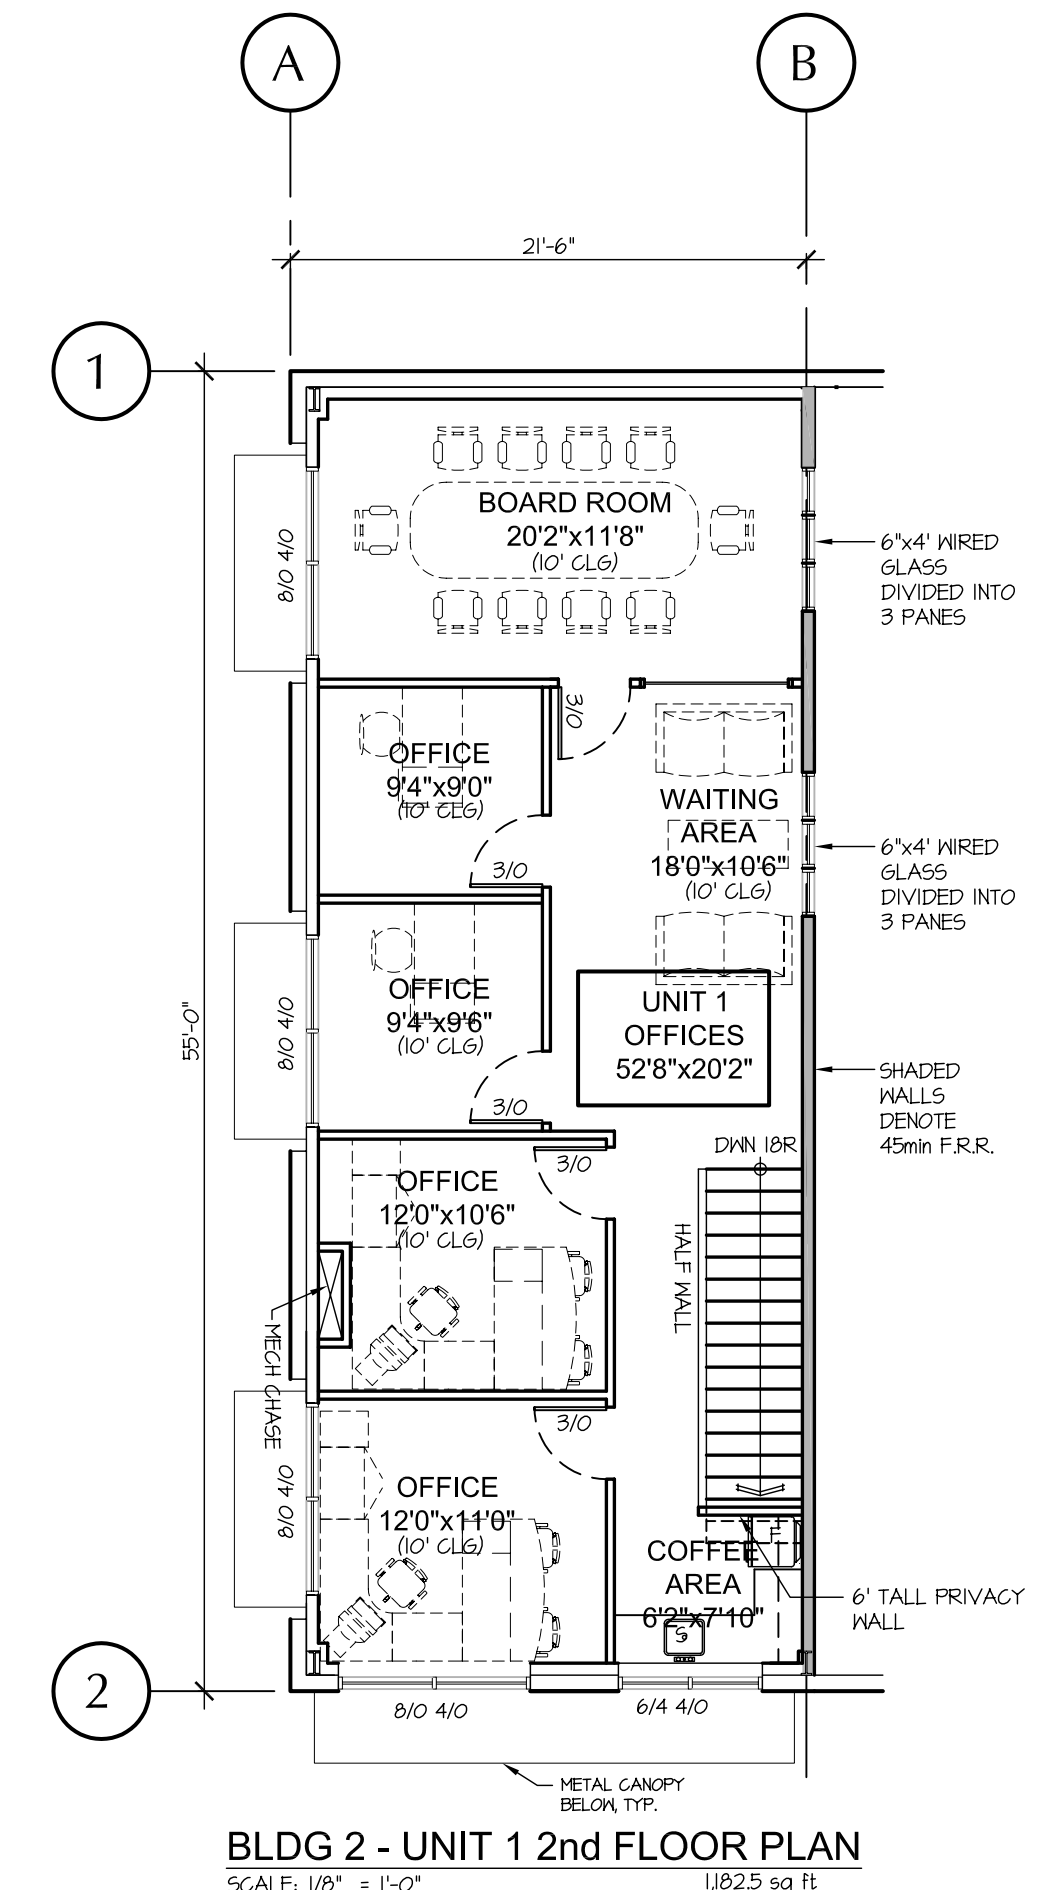 A
B
21'-6"
1
BOARD ROOM
20'2"x11'8"
(10' CLG)
8/0 4/0
6"x4' WIRED
GLASS
DIVIDED INTO
3 PANES
3/0
OFFICE
9'4"x9'0"
(10' CLG)
3/0
WAITING
AREA
18'0"x10'6"
(10' CLG)
6"x4' WIRED
GLASS
DIVIDED INTO
3 PANES
55'-0"
8/0 4/0
OFFICE
9'4"x9'6"
(10' CLG)
3/0
UNIT 1
OFFICES
52'8"x20'2"
SHADED
WALLS
DENOTE
45min F.R.R.
DWN 18R
3/0
OFFICE
12'0"x10'6"
(10' CLG)
HALF WALL
MECH CHASE
3/0
8/0 4/0
OFFICE
12'0"x11'0"
(10' CLG)
F
COFFEE
AREA
6'2"x7'10"
S
6' TALL PRIVACY
WALL
2
8/0 4/0
6/4 4/0
METAL CANOPY
BELOW, TYP.
BLDG 2 - UNIT 1 2nd FLOOR PLAN
SCALE: 1/8" = 1'-0"
1,182.5 sq ft